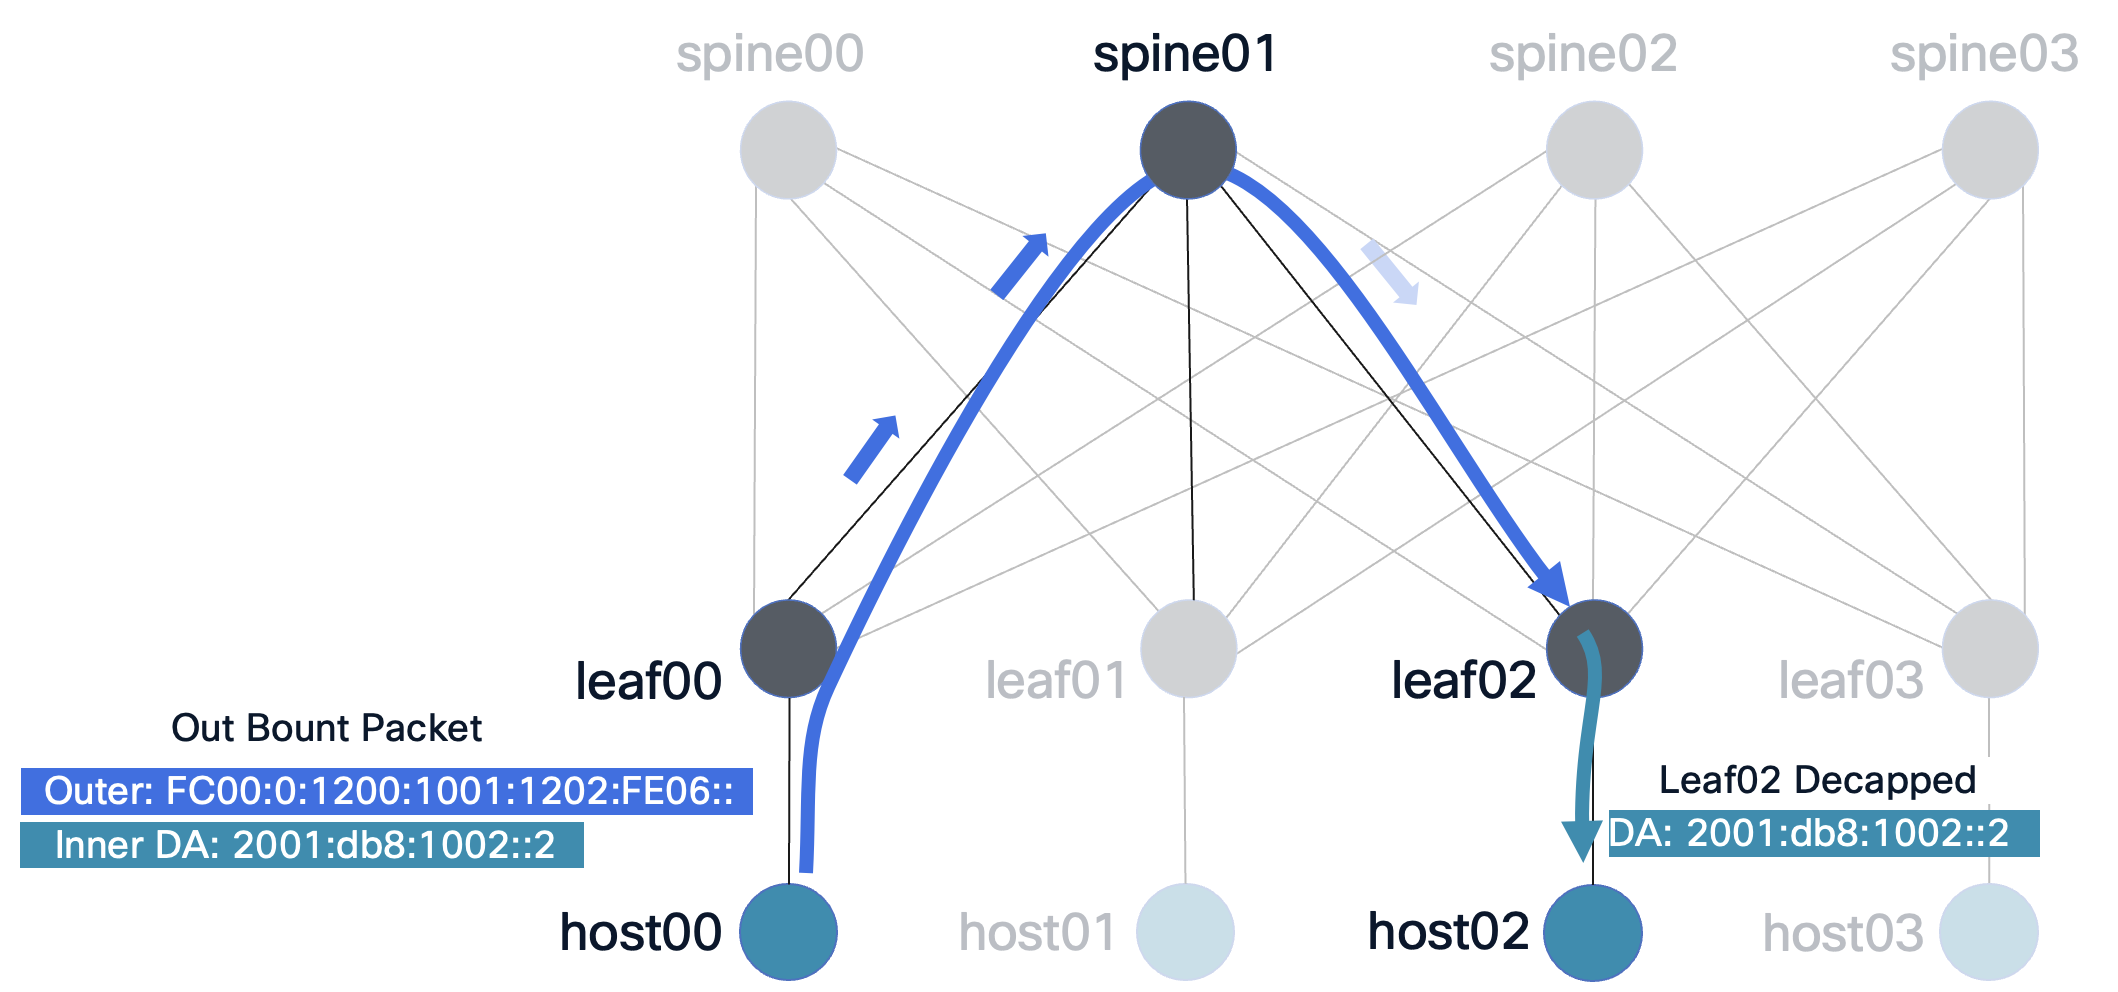 spine00
spine01
spine02
spine03
leaf00
leaf01
leaf02
leaf03
Out Bount Packet
Outer: FC00:0:1200:1001:1202:FE06::
Inner DA: 2001:db8:1002::2
Leaf02 Decapped
DA: 2001:db8:1002::2
host00
host01
host02
host03